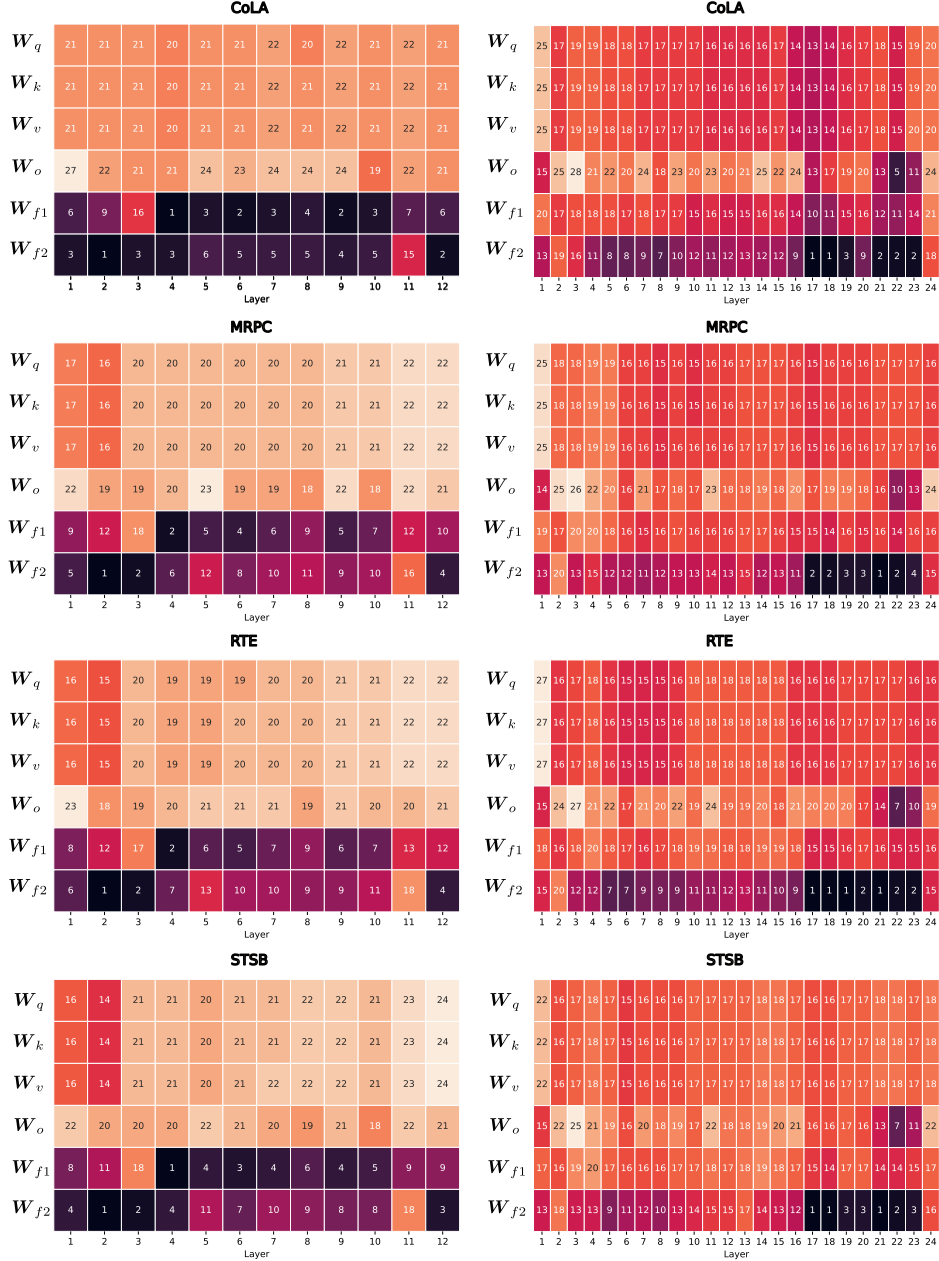 CoLA
W_q 21 21 21 20 21 21 22 20 22 21 22 21
W_k 21 21 21 20 21 21 22 21 22 21 22 21
W_v 21 21 21 20 21 21 22 21 22 21 22 21
W_o 27 22 21 21 24 23 24 24 24 19 22 21
W_f1 6 9 16 1 3 2 3 4 2 3 7 6
W_f2 3 1 3 3 6 5 5 5 4 5 15 2
1 2 3 4 5 6 7 8 9 10 11 12
Layer
CoLA
W_q 25 17 19 19 18 18 17 17 17 17 16 16 16 17 16 14 13 14 16 17 18 15 19 20
W_k 25 17 19 19 18 18 17 17 17 17 16 16 16 17 16 14 13 14 16 17 18 15 19 20
W_v 25 17 19 19 18 18 17 17 17 17 16 16 16 17 16 14 13 14 16 17 18 15 20 20
W_o 15 25 28 21 22 20 24 18 23 20 23 20 21 25 22 24 13 17 19 20 13 5 11 24
W_f1 20 17 18 18 17 18 17 17 17 15 16 15 15 16 16 14 10 11 15 16 12 11 14 21
W_f2 13 19 16 11 8 8 9 7 10 12 12 12 12 11 11 9 1 1 3 9 2 2 2 18
1 2 3 4 5 6 7 8 9 10 11 12 13 14 15 16 17 18 19 20 21 22 23 24
Layer
MRPC
W_q 17 16 20 20 20 20 20 20 21 21 22 22
W_k 17 16 20 20 20 20 20 20 21 21 22 22
W_v 17 16 20 20 20 20 20 20 21 21 22 22
W_o 22 19 19 20 23 19 19 18 22 18 22 21
W_f1 9 12 18 2 5 4 6 9 5 7 12 10
W_f2 5 1 2 6 12 8 10 11 9 10 16 4
1 2 3 4 5 6 7 8 9 10 11 12
Layer
MRPC
W_q 25 18 18 19 19 16 16 15 16 15 16 16 17 17 17 16 15 16 16 16 17 17 17 16
W_k 25 18 18 19 19 16 16 15 16 15 16 16 17 17 17 16 15 16 16 16 17 17 17 16
W_v 25 18 18 19 19 16 16 15 16 16 16 16 17 17 17 16 15 16 16 16 17 17 17 16
W_o 14 25 26 22 20 16 21 17 18 17 23 18 18 18 18 20 17 19 19 18 16 10 13 24
W_f1 19 17 20 20 18 16 15 16 17 16 17 16 17 16 17 16 15 14 16 15 16 14 16 16
W_f2 13 20 13 15 12 12 11 12 13 13 14 12 12 16 13 11 2 2 3 3 1 2 4 15
1 2 3 4 5 6 7 8 9 10 11 12 13 14 15 16 17 18 19 20 21 22 23 24
Layer
RTE
W_q 16 15 20 19 19 19 20 20 21 21 22 22
W_k 16 15 20 19 19 20 20 20 21 21 22 22
W_v 16 15 20 19 19 20 20 20 21 21 22 22
W_o 23 18 19 20 21 21 21 19 21 20 20 21
W_f1 8 12 17 2 6 5 7 9 6 7 13 12
W_f2 6 1 2 7 13 10 10 9 9 11 18 4
1 2 3 4 5 6 7 8 9 10 11 12
Layer
RTE
W_q 27 16 17 18 16 15 15 15 16 18 18 18 18 18 18 16 16 16 17 17 17 17 16 16
W_k 27 16 17 18 16 15 15 15 16 18 18 18 18 18 18 16 16 16 17 17 17 17 16 16
W_v 27 16 17 18 16 15 15 15 16 18 18 18 18 18 18 16 16 16 17 17 17 17 16 16
W_o 15 24 27 21 22 17 21 20 22 19 24 19 19 20 18 21 20 20 20 17 14 7 10 19
W_f1 18 16 18 20 18 16 17 16 18 19 19 18 19 16 19 18 17 15 15 16 16 17 15 16
W_f2 15 20 12 12 7 7 9 9 9 11 11 12 13 11 10 9 1 1 1 2 1 2 2 15
1 2 3 4 5 6 7 8 9 10 11 12 13 14 15 16 17 18 19 20 21 22 23 24
Layer
STSB
W_q 16 14 21 21 20 21 21 22 22 21 23 24
W_k 16 14 21 21 20 21 22 22 22 21 23 24
W_v 16 14 21 21 20 21 22 22 22 21 23 24
W_o 22 20 20 20 22 21 20 19 21 18 22 21
W_f1 8 11 18 1 4 3 4 6 4 5 9 9
W_f2 4 1 2 4 11 7 10 9 8 8 18 3
1 2 3 4 5 6 7 8 9 10 11 12
Layer
STSB
W_q 22 16 17 18 17 15 16 16 16 17 17 17 17 18 18 17 16 16 17 16 18 18 17 18
W_k 22 16 17 18 17 15 16 16 16 17 17 17 17 18 18 17 16 16 17 16 18 18 17 18
W_v 22 16 17 18 17 15 16 16 16 17 17 17 17 18 18 17 16 16 17 17 18 17 18 18
W_o 15 22 25 21 19 16 20 18 19 17 22 18 18 19 20 21 16 16 17 16 13 7 11 22
W_f1 17 16 19 20 17 16 16 17 17 16 18 17 18 19 18 17 15 14 17 17 14 14 15 17
W_f2 13 18 13 13 9 11 12 10 13 14 15 15 17 14 13 12 1 1 3 3 1 2 3 16
1 2 3 4 5 6 7 8 9 10 11 12 13 14 15 16 17 18 19 20 21 22 23 24
Layer